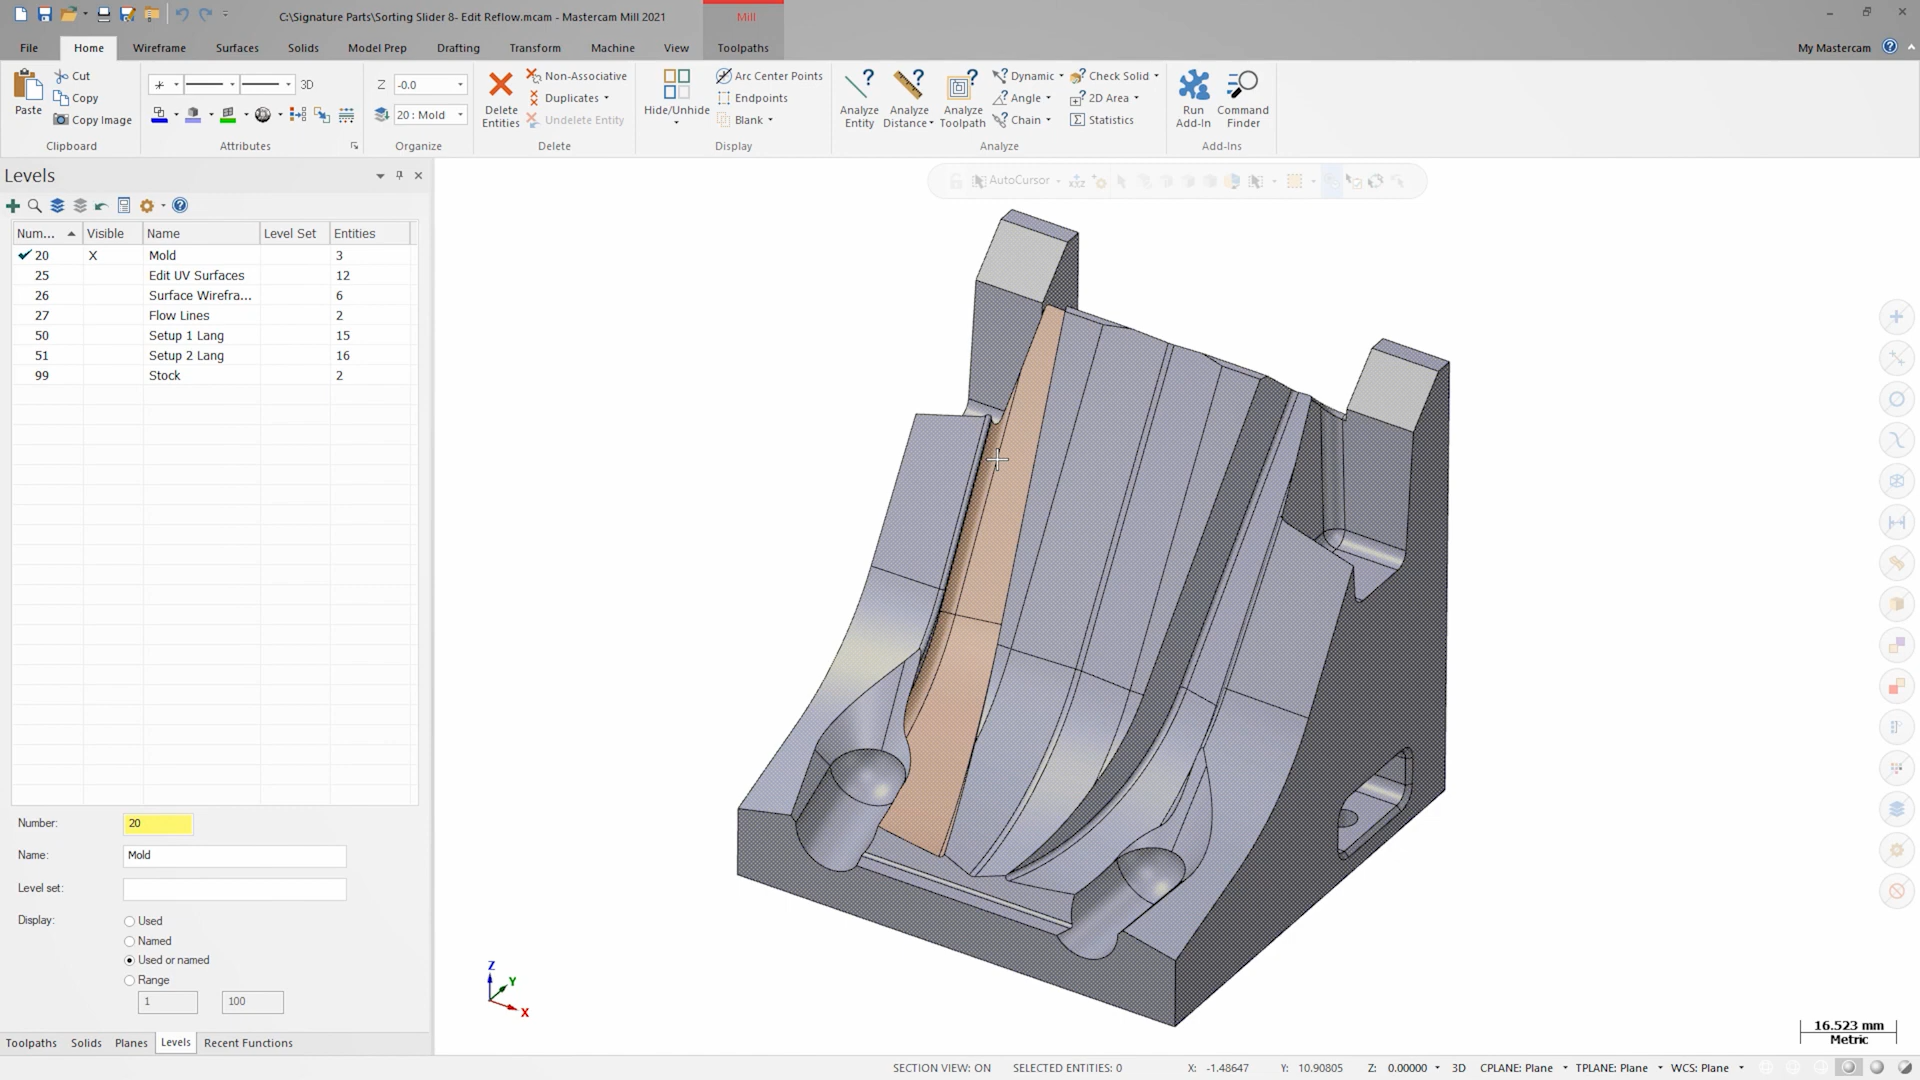 C:\Signature Parts\Sorting Slider 8- Edit Reflow.mcam - Mastercam Mill 2021
Mill
File Home Wireframe Surfaces Solids Model Prep Drafting Transform Machine View Toolpaths My Mastercam
Paste
Cut
Copy
Copy Image
Clipboard
3D
Attributes
Z -0.0
20 : Mold
Organize
Delete Entities
Non-Associative
Duplicates
Undelete Entity
Delete
Hide/Unhide
Arc Center Points
Endpoints
Blank
Display
Analyze Entity
Analyze Distance
Analyze Toolpath
Dynamic
Angle
Chain
Check Solid
2D Area
Statistics
Analyze
Run Add-In
Command Finder
Add-Ins
Levels
AutoCursor
Num... Visible Name Level Set Entities
20 X Mold 3
25 Edit UV Surfaces 12
26 Surface Wirefra... 6
27 Flow Lines 2
50 Setup 1 Lang 15
51 Setup 2 Lang 16
99 Stock 2
Number: 20
Name: Mold
Level set:
Display: Used
Named
Used or named
Range
1 100
Toolpaths Solids Planes Levels Recent Functions
Z
Y
X
16.523 mm
Metric
SECTION VIEW: ON SELECTED ENTITIES: 0 X: -1.48647 Y: 10.90805 Z: 0.00000 3D CPLANE: Plane TPLANE: Plane WCS: Plane